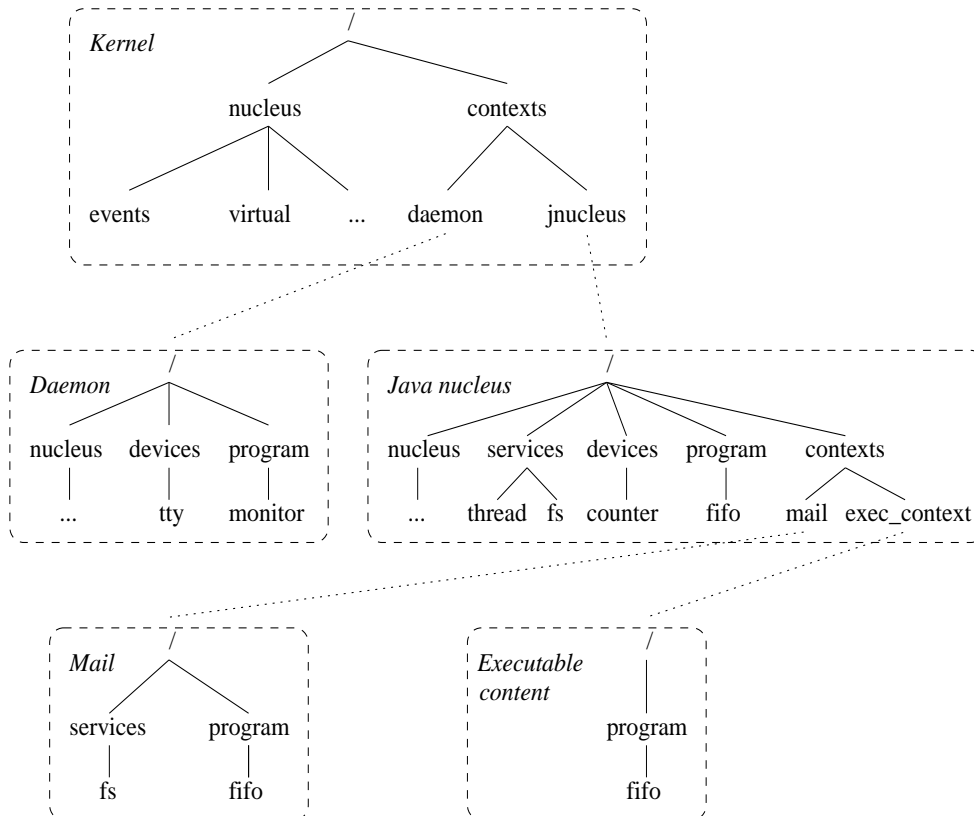 /
Kernel
nucleus contexts
events virtual ... daemon jnucleus
/
Daemon
nucleus devices program
... tty monitor
/
Java nucleus
nucleus services devices program contexts
... thread fs counter fifo mail exec_context
/
Mail
services program
fs fifo
/
Executable
content
program
fifo